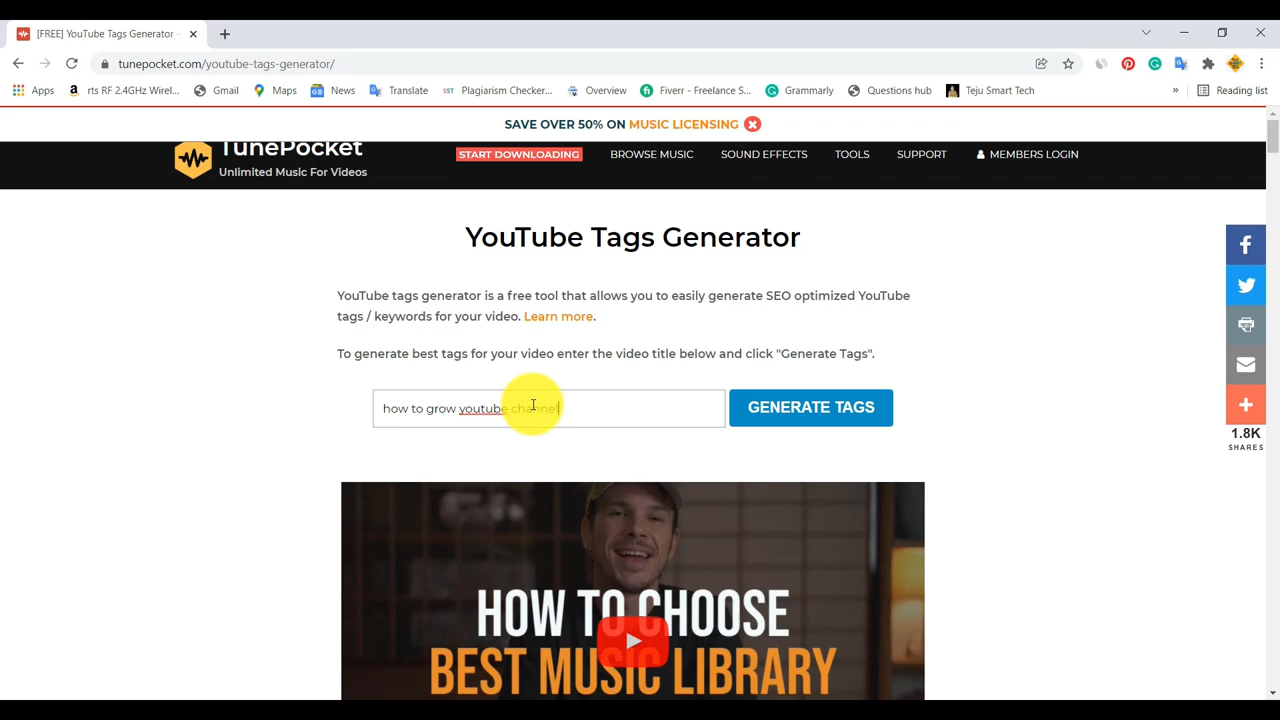 [FREE] YouTube Tags Generator -
tunepocket.com/youtube-tags-generator/
Apps
rts RF 2.4GHz Wirel...
Gmail
Maps
News
Translate
SST
Plagiarism Checker...
Overview
Fiverr - Freelance S...
Grammarly
Questions hub
Teju Smart Tech
»
Reading list
SAVE OVER 50% ON MUSIC LICENSING
TunePocket
Unlimited Music For Videos
START DOWNLOADING
BROWSE MUSIC
SOUND EFFECTS
TOOLS
SUPPORT
MEMBERS LOGIN
YouTube Tags Generator
YouTube tags generator is a free tool that allows you to easily generate SEO optimized YouTube
tags / keywords for your video. Learn more.
To generate best tags for your video enter the video title below and click "Generate Tags".
how to grow youtube channel
GENERATE TAGS
1.8K
SHARES
HOW TO CHOOSE
BEST MUSIC LIBRARY